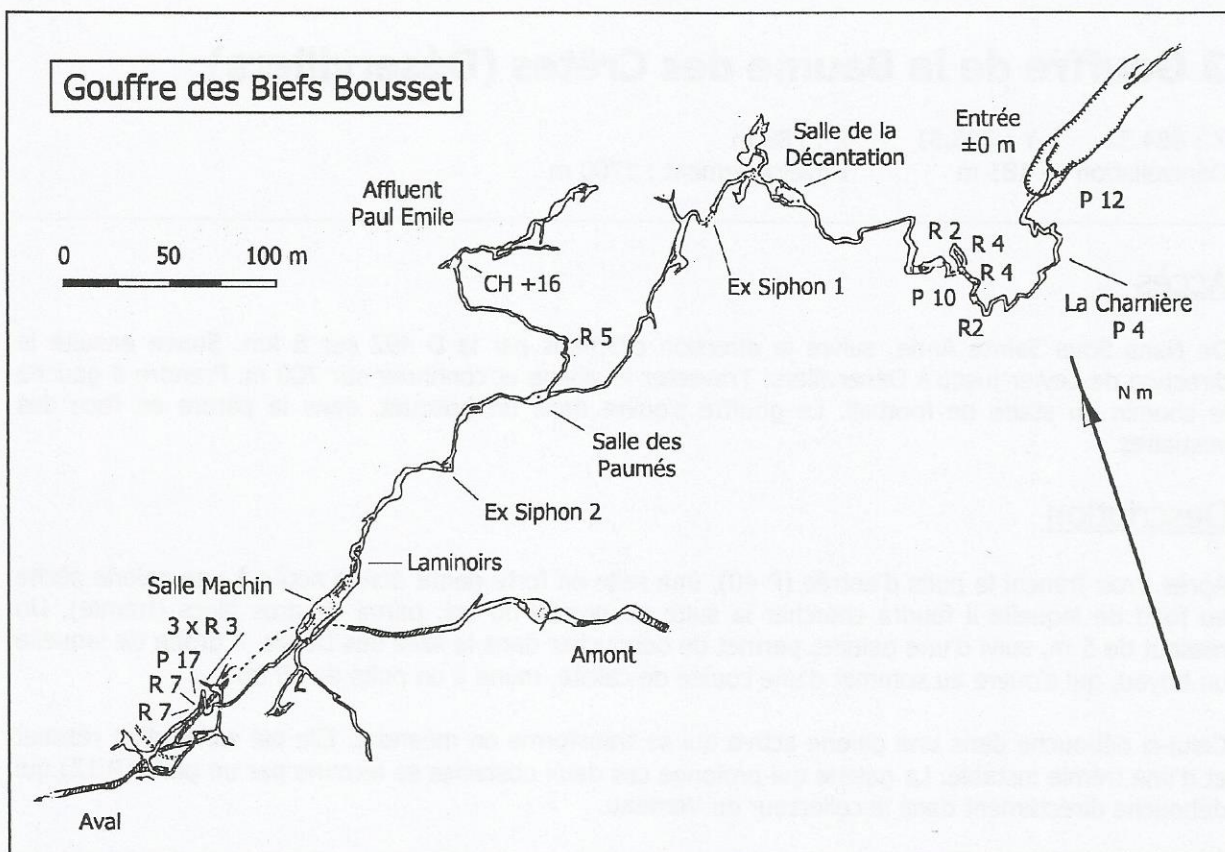 Gouffre des Biefs Bousset
Entrée
±0 m
Salle de la
Décantation
Affluent
Paul Emile
P 12
0 50 100 m
R 2
R 4
R 4
CH +16
Ex Siphon 1
P 10
R2
La Charnière
P 4
R 5
N m
Salle des
Paumés
Ex Siphon 2
Laminoirs
Salle Machin
3 x R 3
P 17
R 7
R 7
Amont
Aval